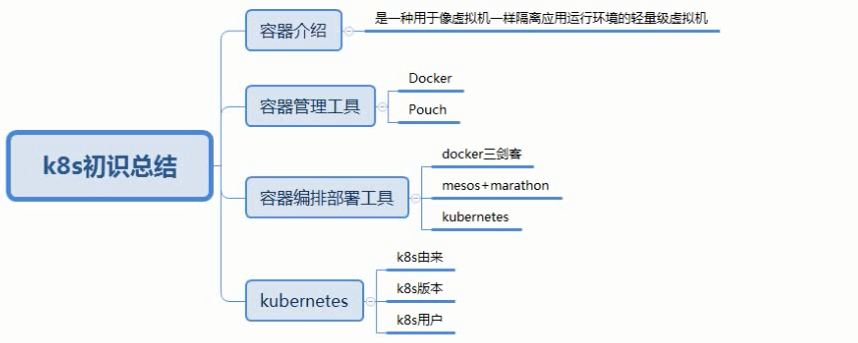 k8s初识总结
容器介绍
是一种用于像虚拟机一样隔离应用运行环境的轻量级虚拟机
容器管理工具
Docker
Pouch
容器编排部署工具
docker三剑客
mesos+marathon
kubernetes
kubernetes
k8s由来
k8s版本
k8s用户